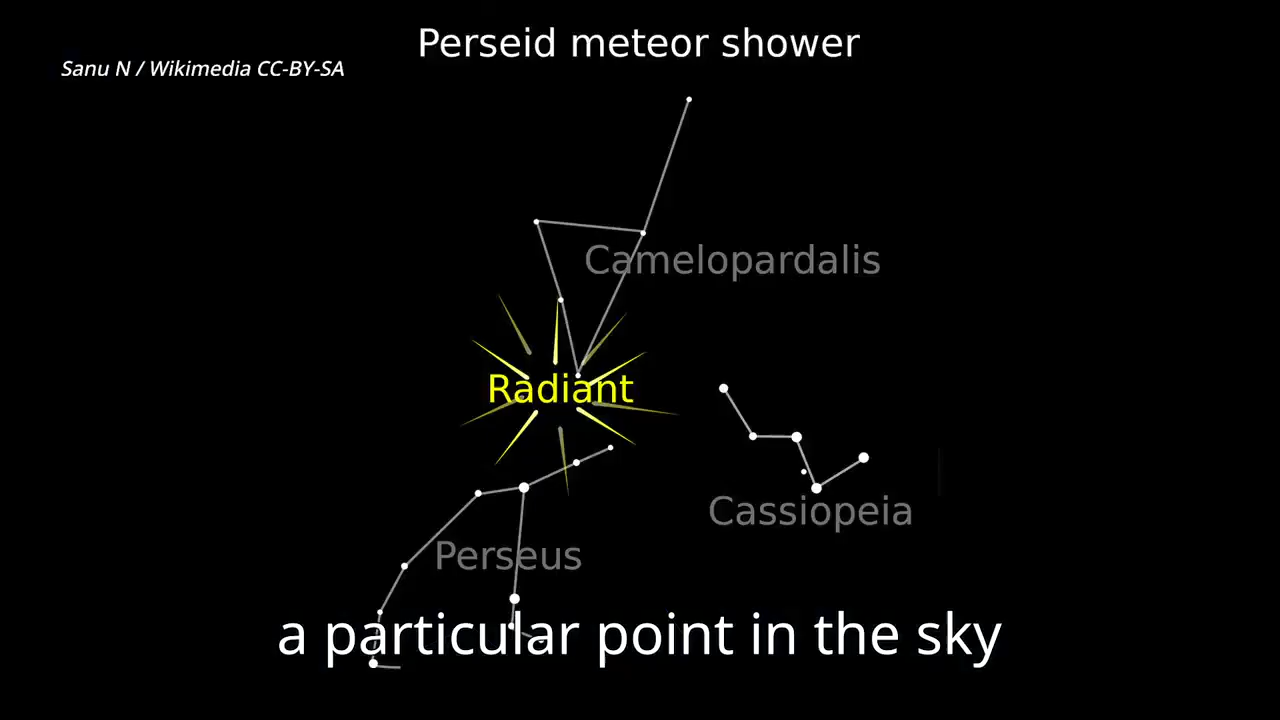 Perseid meteor shower
Sanu N / Wikimedia CC-BY-SA
Camelopardalis
Radiant
Cassiopeia
Perseus
a particular point in the sky